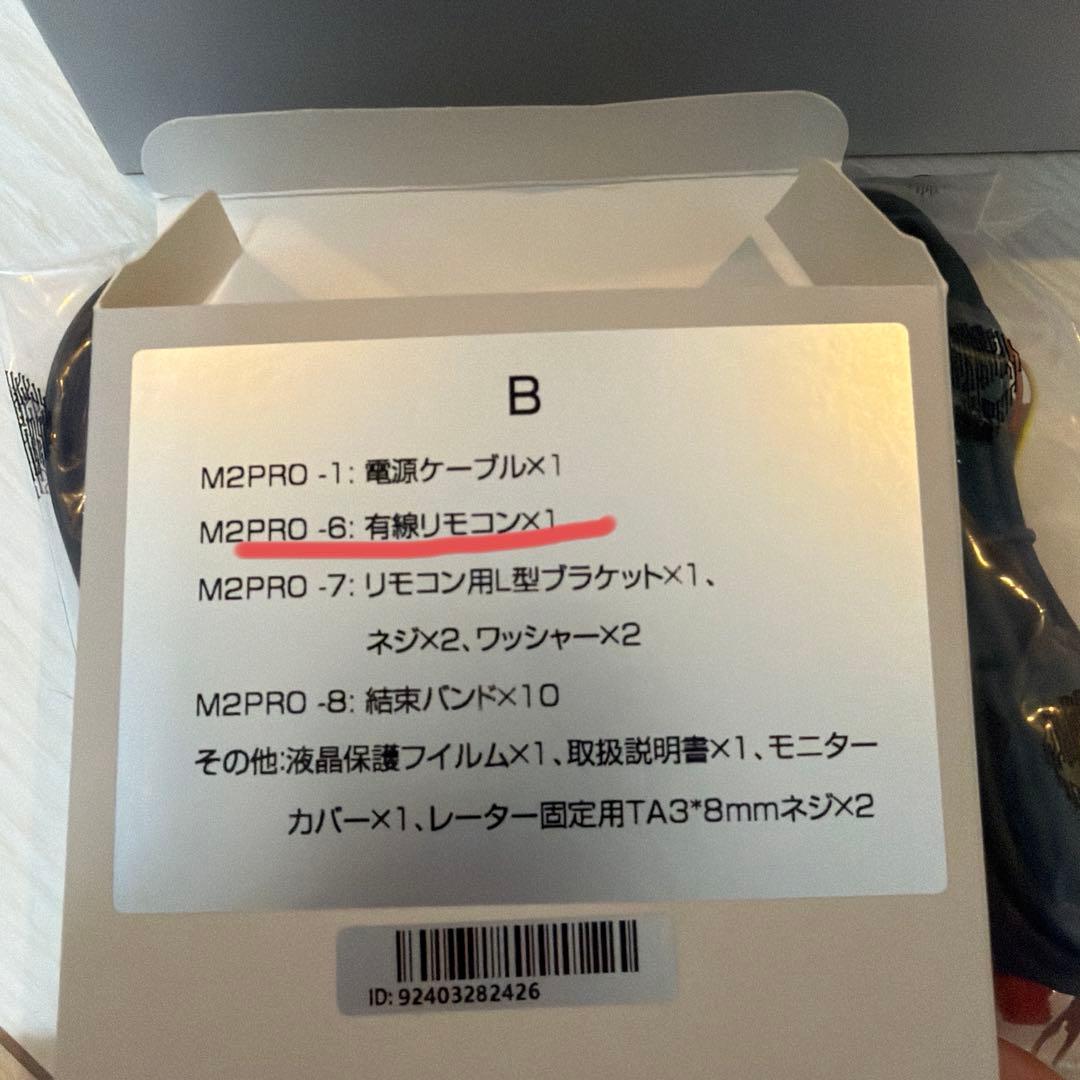 B
M2PRO -1: 電源ケーブル×1
M2PRO -6: 有線リモコン×1
M2PRO -7: リモコン用L型ブラケット×1、
ネジ×2、ワッシャー×2
M2PRO -8: 結束バンド×10
その他:液晶保護フイルム×1、取扱説明書×1、モニター
カバー×1、レーター固定用TA3*8mmネジ×2
ID: 92403282426